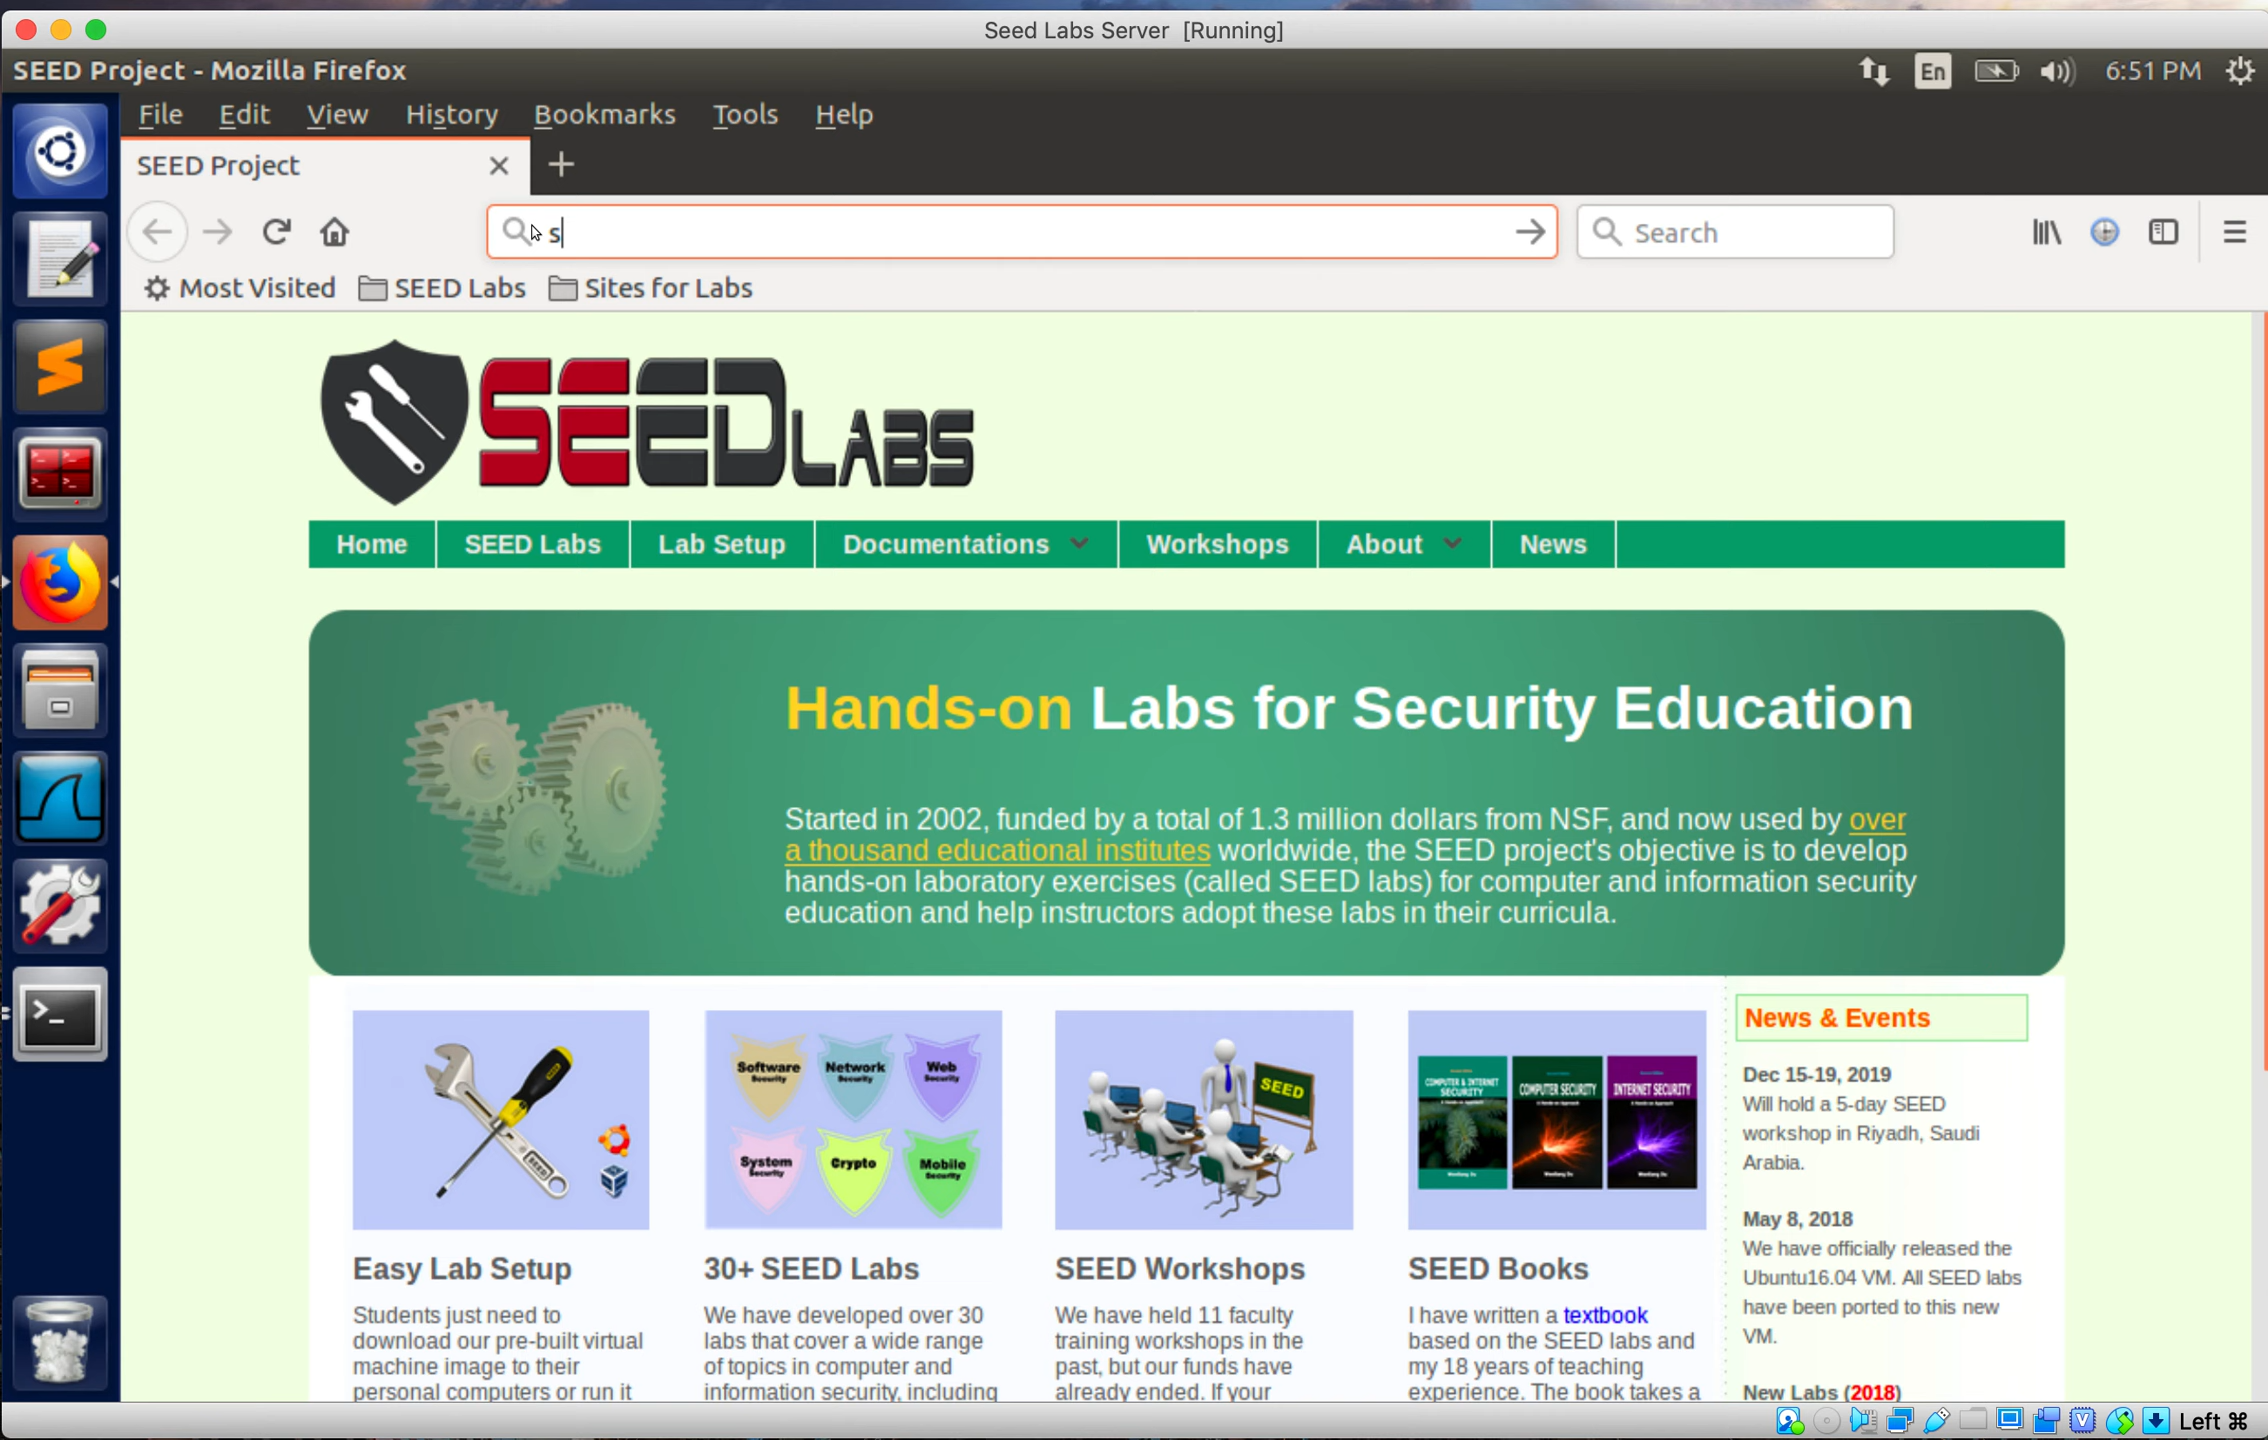 Seed Labs Server [Running]
SEED Project - Mozilla Firefox
En
6:51 PM
File Edit View History Bookmarks Tools Help
SEED Project
s
Search
Most Visited SEED Labs Sites for Labs
SEEDLABS
Home SEED Labs Lab Setup Documentations Workshops About News
Hands-on Labs for Security Education
Started in 2002, funded by a total of 1.3 million dollars from NSF, and now used by over
a thousand educational institutes worldwide, the SEED project's objective is to develop
hands-on laboratory exercises (called SEED labs) for computer and information security
education and help instructors adopt these labs in their curricula.
SEED
Software
Security
Network
Security
Web
Security
System
Security
Crypto
Mobile
Security
SEED
COMPUTER & INTERNET
SECURITY
COMPUTER SECURITY
INTERNET SECURITY
Easy Lab Setup
Students just need to
download our pre-built virtual
machine image to their
personal computers or run it
30+ SEED Labs
We have developed over 30
labs that cover a wide range
of topics in computer and
information security, including
SEED Workshops
We have held 11 faculty
training workshops in the
past, but our funds have
already ended. If your
SEED Books
I have written a textbook
based on the SEED labs and
my 18 years of teaching
experience. The book takes a
News & Events
Dec 15-19, 2019
Will hold a 5-day SEED
workshop in Riyadh, Saudi
Arabia.
May 8, 2018
We have officially released the
Ubuntu16.04 VM. All SEED labs
have been ported to this new
VM.
New Labs (2018)
Left ⌘